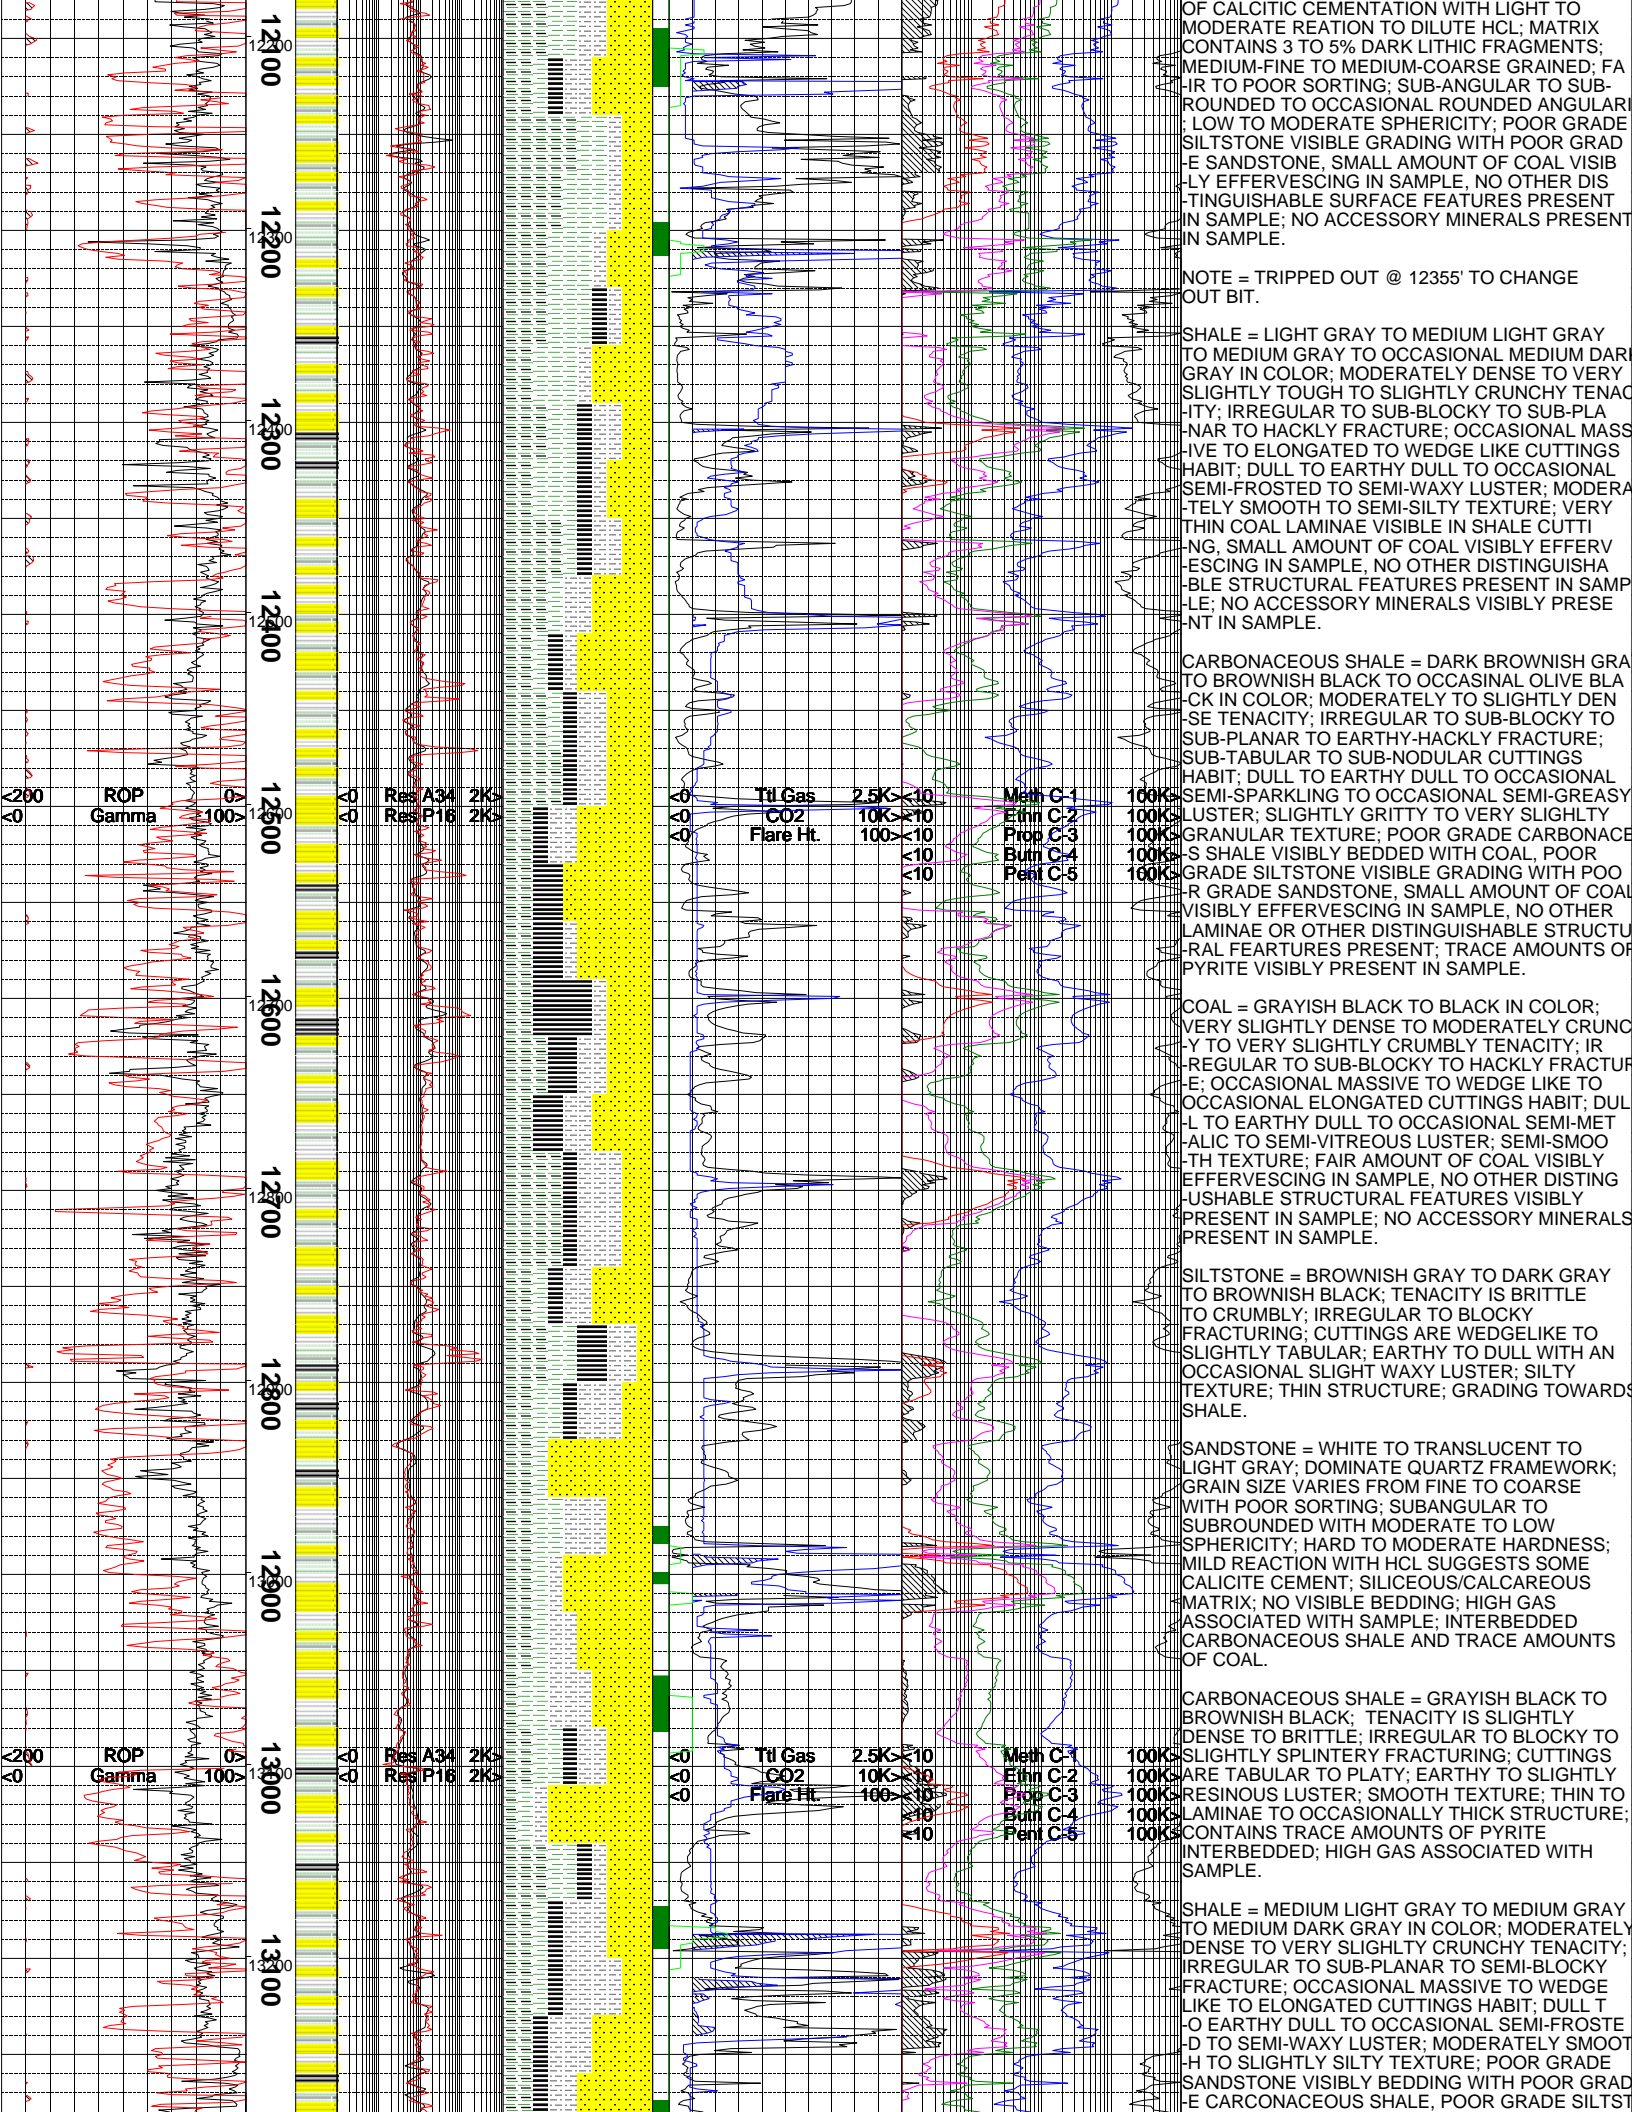 OF CALCITIC CEMENTATION WITH LIGHT TO
MODERATE REATION TO DILUTE HCL; MATRIX
CONTAINS 3 TO 5% DARK LITHIC FRAGMENTS;
MEDIUM-FINE TO MEDIUM-COARSE GRAINED; FA
-IR TO POOR SORTING; SUB-ANGULAR TO SUB-
ROUNDED TO OCCASIONAL ROUNDED ANGULARI
; LOW TO MODERATE SPHERICITY; POOR GRADE
SILTSTONE VISIBLE GRADING WITH POOR GRAD
-E SANDSTONE, SMALL AMOUNT OF COAL VISIB
-LY EFFERVESCING IN SAMPLE, NO OTHER DIS
-TINGUISHABLE SURFACE FEATURES PRESENT
IN SAMPLE; NO ACCESSORY MINERALS PRESENT
IN SAMPLE.
NOTE = TRIPPED OUT @ 12355' TO CHANGE
OUT BIT.
SHALE = LIGHT GRAY TO MEDIUM LIGHT GRAY
TO MEDIUM GRAY TO OCCASIONAL MEDIUM DARK
GRAY IN COLOR; MODERATELY DENSE TO VERY
SLIGHTLY TOUGH TO SLIGHTLY CRUNCHY TENAC
-ITY; IRREGULAR TO SUB-BLOCKY TO SUB-PLA
-NAR TO HACKLY FRACTURE; OCCASIONAL MASS
-IVE TO ELONGATED TO WEDGE LIKE CUTTINGS
HABIT; DULL TO EARTHY DULL TO OCCASIONAL
SEMI-FROSTED TO SEMI-WAXY LUSTER; MODERA
-TELY SMOOTH TO SEMI-SILTY TEXTURE; VERY
THIN COAL LAMINAE VISIBLE IN SHALE CUTTI
-NG, SMALL AMOUNT OF COAL VISIBLY EFFERV
-ESCING IN SAMPLE, NO OTHER DISTINGUISHA
-BLE STRUCTURAL FEATURES PRESENT IN SAMP
-LE; NO ACCESSORY MINERALS VISIBLY PRESE
-NT IN SAMPLE.
CARBONACEOUS SHALE = DARK BROWNISH GRA
TO BROWNISH BLACK TO OCCASINAL OLIVE BLA
-CK IN COLOR; MODERATELY TO SLIGHTLY DEN
-SE TENACITY; IRREGULAR TO SUB-BLOCKY TO
SUB-PLANAR TO EARTHY-HACKLY FRACTURE;
SUB-TABULAR TO SUB-NODULAR CUTTINGS
HABIT; DULL TO EARTHY DULL TO OCCASIONAL
SEMI-SPARKLING TO OCCASIONAL SEMI-GREASY
LUSTER; SLIGHTLY GRITTY TO VERY SLIGHLTY
GRANULAR TEXTURE; POOR GRADE CARBONACE
-S SHALE VISIBLY BEDDED WITH COAL, POOR
GRADE SILTSTONE VISIBLE GRADING WITH POO
-R GRADE SANDSTONE, SMALL AMOUNT OF COAL
VISIBLY EFFERVESCING IN SAMPLE, NO OTHER
LAMINAE OR OTHER DISTINGUISHABLE STRUCTU
-RAL FEARTURES PRESENT; TRACE AMOUNTS OF
PYRITE VISIBLY PRESENT IN SAMPLE.
COAL = GRAYISH BLACK TO BLACK IN COLOR;
VERY SLIGHTLY DENSE TO MODERATELY CRUNC
-Y TO VERY SLIGHTLY CRUMBLY TENACITY; IR
-REGULAR TO SUB-BLOCKY TO HACKLY FRACTUR
-E; OCCASIONAL MASSIVE TO WEDGE LIKE TO
OCCASIONAL ELONGATED CUTTINGS HABIT; DUL
-L TO EARTHY DULL TO OCCASIONAL SEMI-MET
-ALIC TO SEMI-VITREOUS LUSTER; SEMI-SMOO
-TH TEXTURE; FAIR AMOUNT OF COAL VISIBLY
EFFERVESCING IN SAMPLE, NO OTHER DISTING
-USHABLE STRUCTURAL FEATURES VISIBLY
PRESENT IN SAMPLE; NO ACCESSORY MINERALS
PRESENT IN SAMPLE.
SILTSTONE = BROWNISH GRAY TO DARK GRAY
TO BROWNISH BLACK; TENACITY IS BRITTLE
TO CRUMBLY; IRREGULAR TO BLOCKY
FRACTURING; CUTTINGS ARE WEDGELIKE TO
SLIGHTLY TABULAR; EARTHY TO DULL WITH AN
OCCASIONAL SLIGHT WAXY LUSTER; SILTY
TEXTURE; THIN STRUCTURE; GRADING TOWARDS
SHALE.
SANDSTONE = WHITE TO TRANSLUCENT TO
LIGHT GRAY; DOMINATE QUARTZ FRAMEWORK;
GRAIN SIZE VARIES FROM FINE TO COARSE
WITH POOR SORTING; SUBANGULAR TO
SUBROUNDED WITH MODERATE TO LOW
SPHERICITY; HARD TO MODERATE HARDNESS;
MILD REACTION WITH HCL SUGGESTS SOME
CALICITE CEMENT; SILICEOUS/CALCAREOUS
MATRIX; NO VISIBLE BEDDING; HIGH GAS
ASSOCIATED WITH SAMPLE; INTERBEDDED
CARBONACEOUS SHALE AND TRACE AMOUNTS
OF COAL.
CARBONACEOUS SHALE = GRAYISH BLACK TO
BROWNISH BLACK;  TENACITY IS SLIGHTLY
DENSE TO BRITTLE; IRREGULAR TO BLOCKY TO
SLIGHTLY SPLINTERY FRACTURING; CUTTINGS
ARE TABULAR TO PLATY; EARTHY TO SLIGHTLY
RESINOUS LUSTER; SMOOTH TEXTURE; THIN TO
LAMINAE TO OCCASIONALLY THICK STRUCTURE;
CONTAINS TRACE AMOUNTS OF PYRITE
INTERBEDDED; HIGH GAS ASSOCIATED WITH
SAMPLE.
SHALE = MEDIUM LIGHT GRAY TO MEDIUM GRAY
TO MEDIUM DARK GRAY IN COLOR; MODERATELY
DENSE TO VERY SLIGHLTY CRUNCHY TENACITY;
IRREGULAR TO SUB-PLANAR TO SEMI-BLOCKY
FRACTURE; OCCASIONAL MASSIVE TO WEDGE
LIKE TO ELONGATED CUTTINGS HABIT; DULL T
-O EARTHY DULL TO OCCASIONAL SEMI-FROSTE
-D TO SEMI-WAXY LUSTER; MODERATELY SMOOT
-H TO SLIGHTLY SILTY TEXTURE; POOR GRADE
SANDSTONE VISIBLY BEDDING WITH POOR GRAD
-E CARCONACEOUS SHALE, POOR GRADE SILTST
12100
12200
12200
12300
12300
12400
12400
12500
12500
12600
12600
12700
12700
12800
12800
12900
12900
13000
13000
13100
13100
13200
<200 ROP 0>
<0 Gamma 100>
<0 Res A34 2K>
<0 Res P16 2K>
<0 Ttl Gas 2.5K>
<0 CO2 10K>
<0 Flare Ht. 100>
<10 Meth C-1 100K>
<10 Ethn C-2 100K>
<10 Prop C-3 100K>
<10 Butn C-4 100K>
<10 Pent C-5 100K>
<200 ROP 0>
<0 Gamma 100>
<0 Res A34 2K>
<0 Res P16 2K>
<0 Ttl Gas 2.5K>
<0 CO2 10K>
<0 Flare Ht. 100>
<10 Meth C-1 100K>
<10 Ethn C-2 100K>
<10 Prop C-3 100K>
<10 Butn C-4 100K>
<10 Pent C-5 100K>